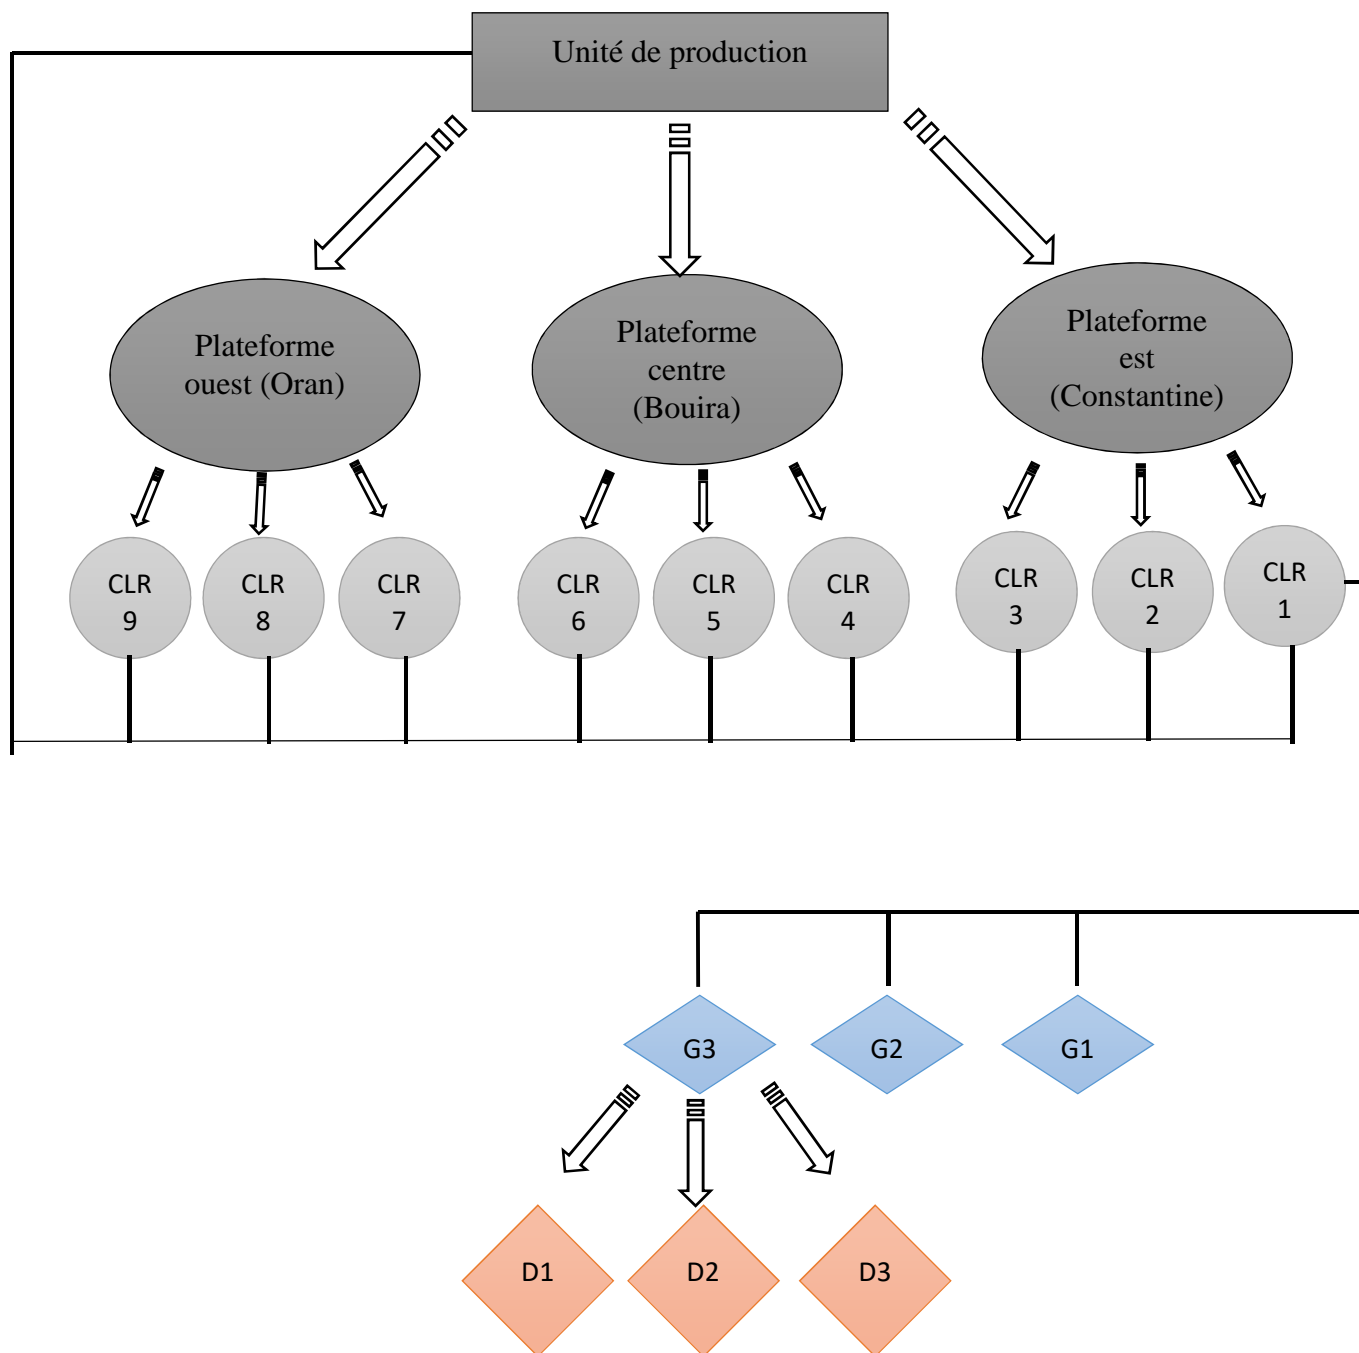 Unité de production
Plateforme
ouest (Oran)
Plateforme
centre
(Bouira)
Plateforme
est
(Constantine)
CLR
9
CLR
8
CLR
7
CLR
6
CLR
5
CLR
4
CLR
3
CLR
2
CLR
1
G3
G2
G1
D1
D2
D3